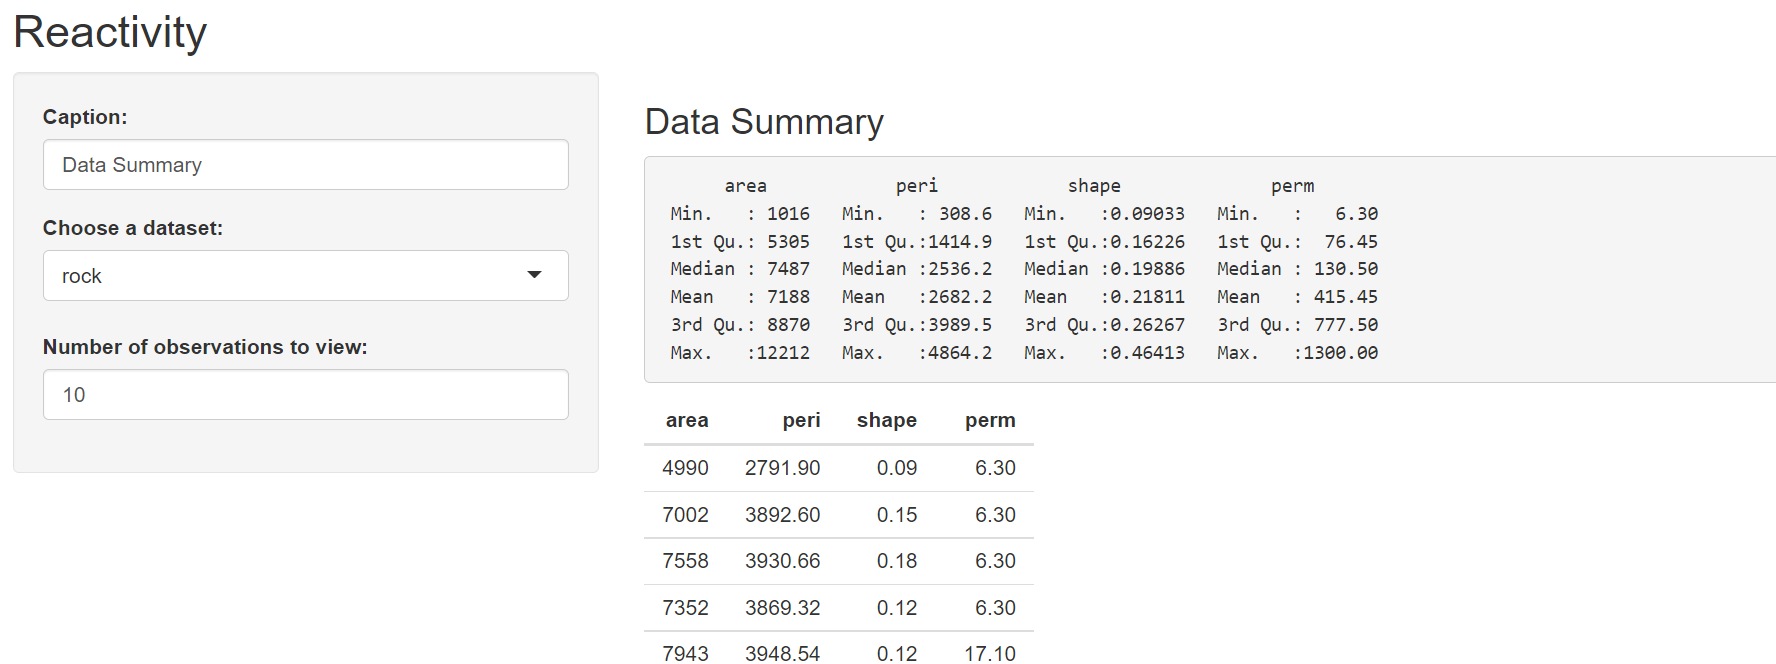 Reactivity
Caption:
Data Summary
Choose a dataset:
rock
Number of observations to view:
10
Data Summary
area peri shape perm
Min. : 1016 Min. : 308.6 Min. :0.09033 Min. : 6.30
1st Qu.: 5305 1st Qu.:1414.9 1st Qu.:0.16226 1st Qu.: 76.45
Median : 7487 Median :2536.2 Median :0.19886 Median : 130.50
Mean : 7188 Mean :2682.2 Mean :0.21811 Mean : 415.45
3rd Qu.: 8870 3rd Qu.:3989.5 3rd Qu.:0.26267 3rd Qu.: 777.50
Max. :12212 Max. :4864.2 Max. :0.46413 Max. :1300.00
area peri shape perm
4990 2791.90 0.09 6.30
7002 3892.60 0.15 6.30
7558 3930.66 0.18 6.30
7352 3869.32 0.12 6.30
7943 3948.54 0.12 17.10